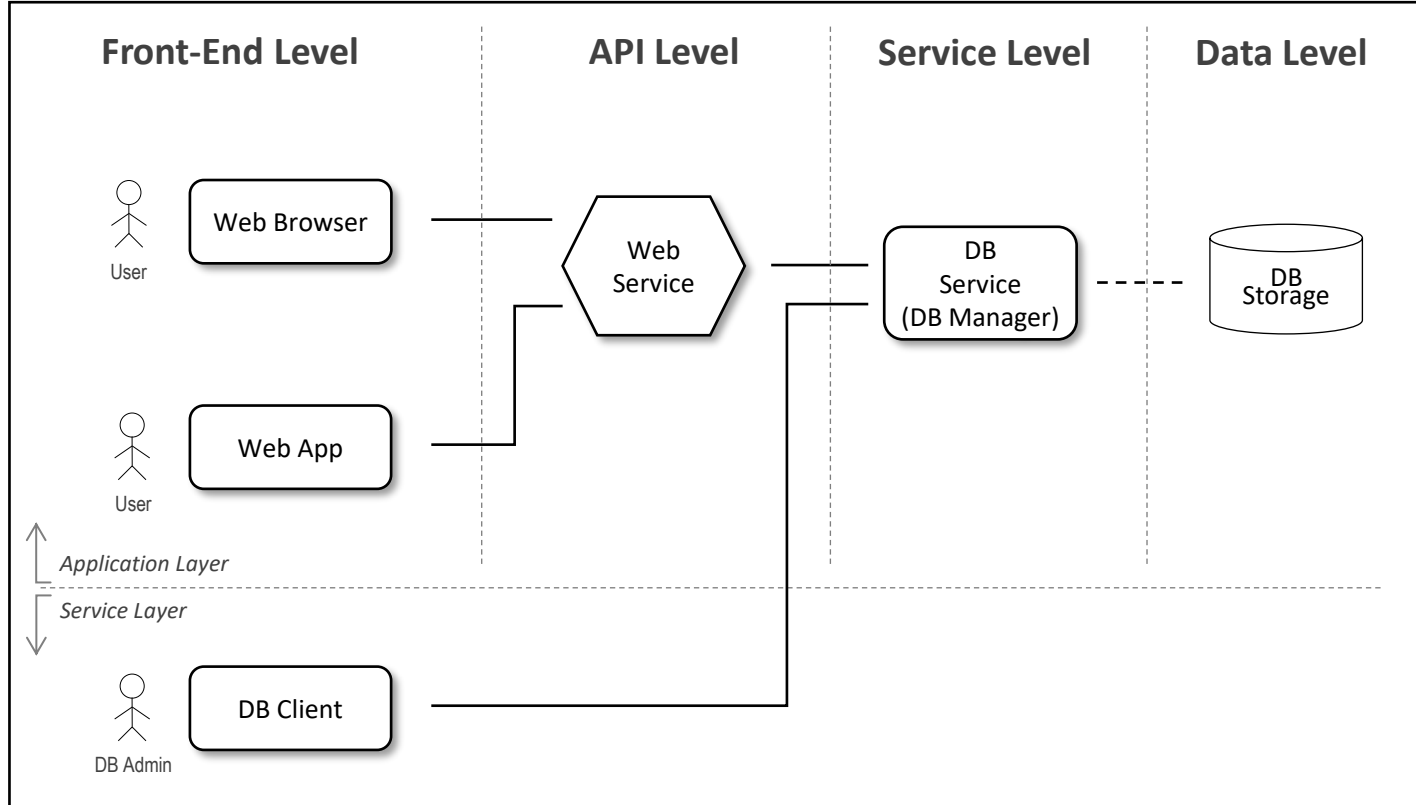 Front-End Level
API Level
Service Level
Data Level
User
Web Browser
Web
Service
DB
Service
(DB Manager)
DB
Storage
User
Web App
Application Layer
Service Layer
DB Admin
DB Client